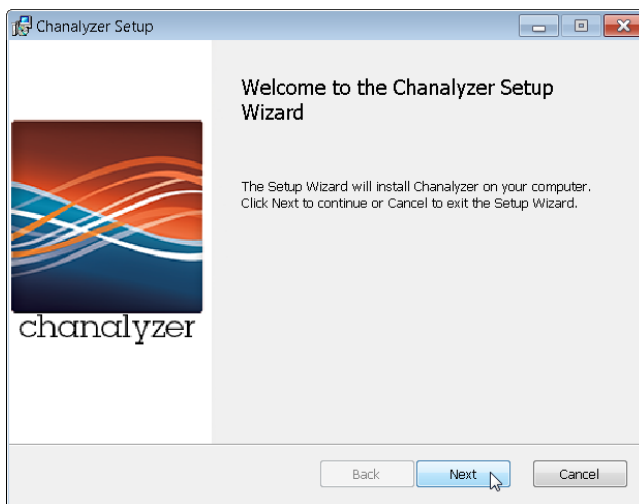 Chanalyzer Setup
Welcome to the Chanalyzer Setup
Wizard
The Setup Wizard will install Chanalyzer on your computer.
Click Next to continue or Cancel to exit the Setup Wizard.
chanalyzer
Back
Next
Cancel